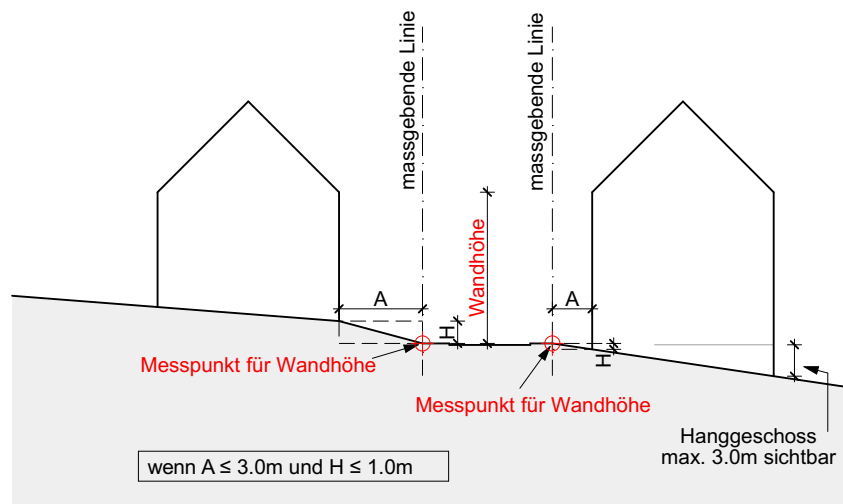 massgebende Linie
massgebende Linie
Wandhöhe
A
A
H
H
Messpunkt für Wandhöhe
Messpunkt für Wandhöhe
Hanggeschoss
max. 3.0m sichtbar
wenn A ≤ 3.0m und H ≤ 1.0m